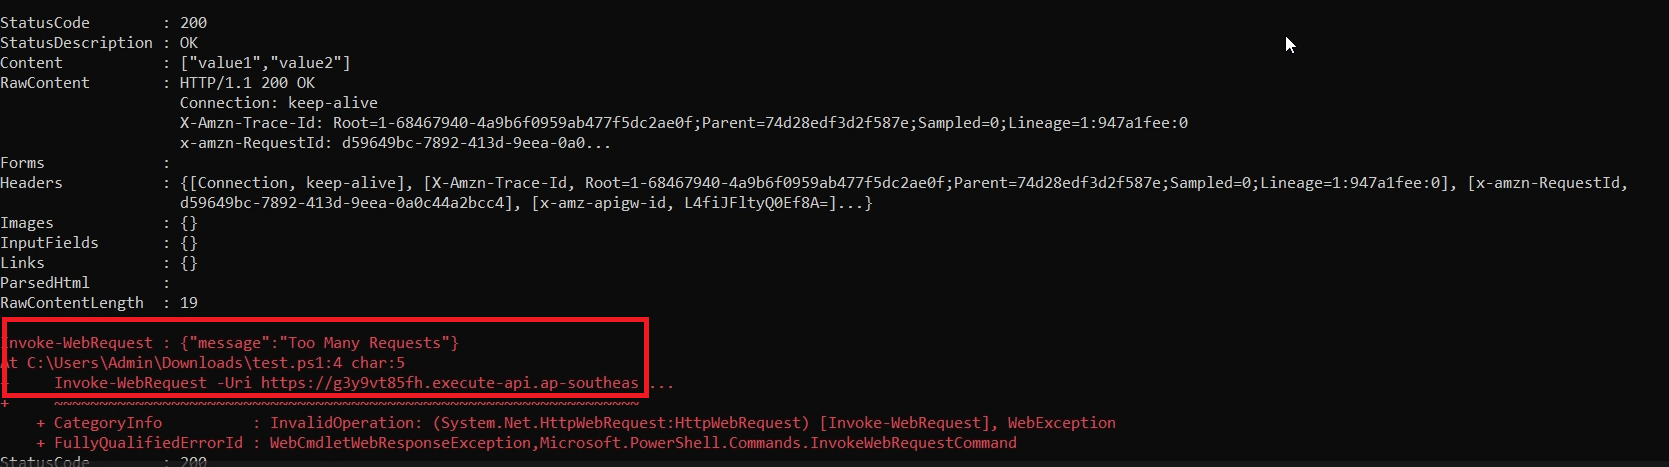 StatusCode        : 200
StatusDescription : OK
Content           : ["value1","value2"]
RawContent        : HTTP/1.1 200 OK
                    Connection: keep-alive
                    X-Amzn-Trace-Id: Root=1-68467940-4a9b6f0959ab477f5dc2ae0f;Parent=74d28edf3d2f587e;Sampled=0;Lineage=1:947a1fee:0
                    x-amzn-RequestId: d59649bc-7892-413d-9eea-0a0...
Forms             :
Headers           : {[Connection, keep-alive], [X-Amzn-Trace-Id, Root=1-68467940-4a9b6f0959ab477f5dc2ae0f;Parent=74d28edf3d2f587e;Sampled=0;Lineage=1:947a1fee:0], [x-amzn-RequestId,
                    d59649bc-7892-413d-9eea-0a0c44a2bcc4], [x-amz-apigw-id, L4fiJFltyQ0Ef8A=]...}
Images            : {}
InputFields       : {}
Links             : {}
ParsedHtml        :
RawContentLength  : 19
Invoke-WebRequest : {"message":"Too Many Requests"}
At C:\Users\Admin\Downloads\test.ps1:4 char:5
+     Invoke-WebRequest -Uri https://g3y9vt85fh.execute-api.ap-southeas ...
+     ~~~~~~~~~~~~~~~~~~~~~~~~~~~~~~~~~~~~~~~~~~~~~~~~~~~~~~~~~~~~~~~~~
    + CategoryInfo          : InvalidOperation: (System.Net.HttpWebRequest:HttpWebRequest) [Invoke-WebRequest], WebException
    + FullyQualifiedErrorId : WebCmdletWebResponseException,Microsoft.PowerShell.Commands.InvokeWebRequestCommand
StatusCode        : 200